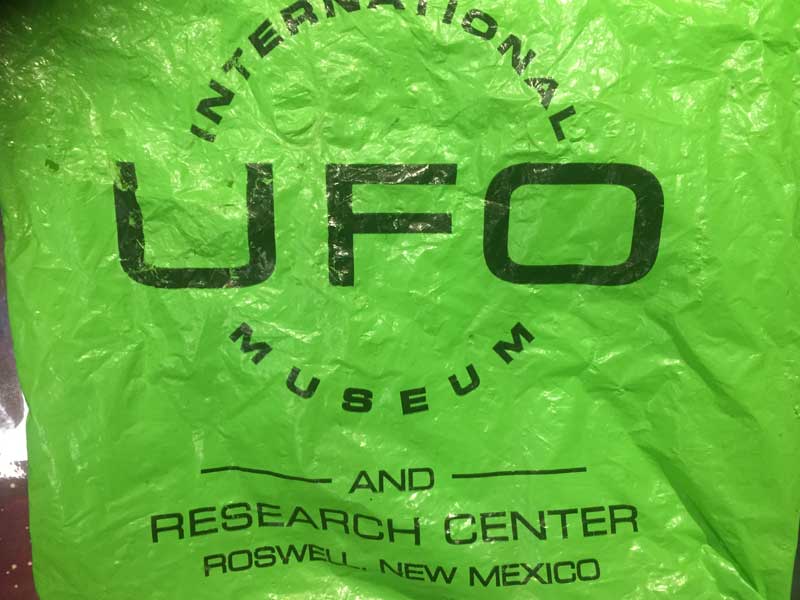 INTERNATIONAL
UFO
MUSEUM
AND
RESEARCH CENTER
ROSWELL, NEW MEXICO